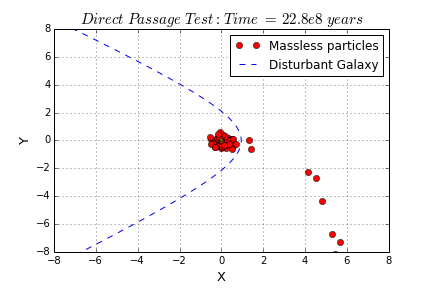 Direct Passage Test: Time = 22.8e8 years
Massless particles
Disturbant Galaxy
8
6
4
2
0
−2
−4
−6
−8
Y
−8 −6 −4 −2 0 2 4 6 8
X